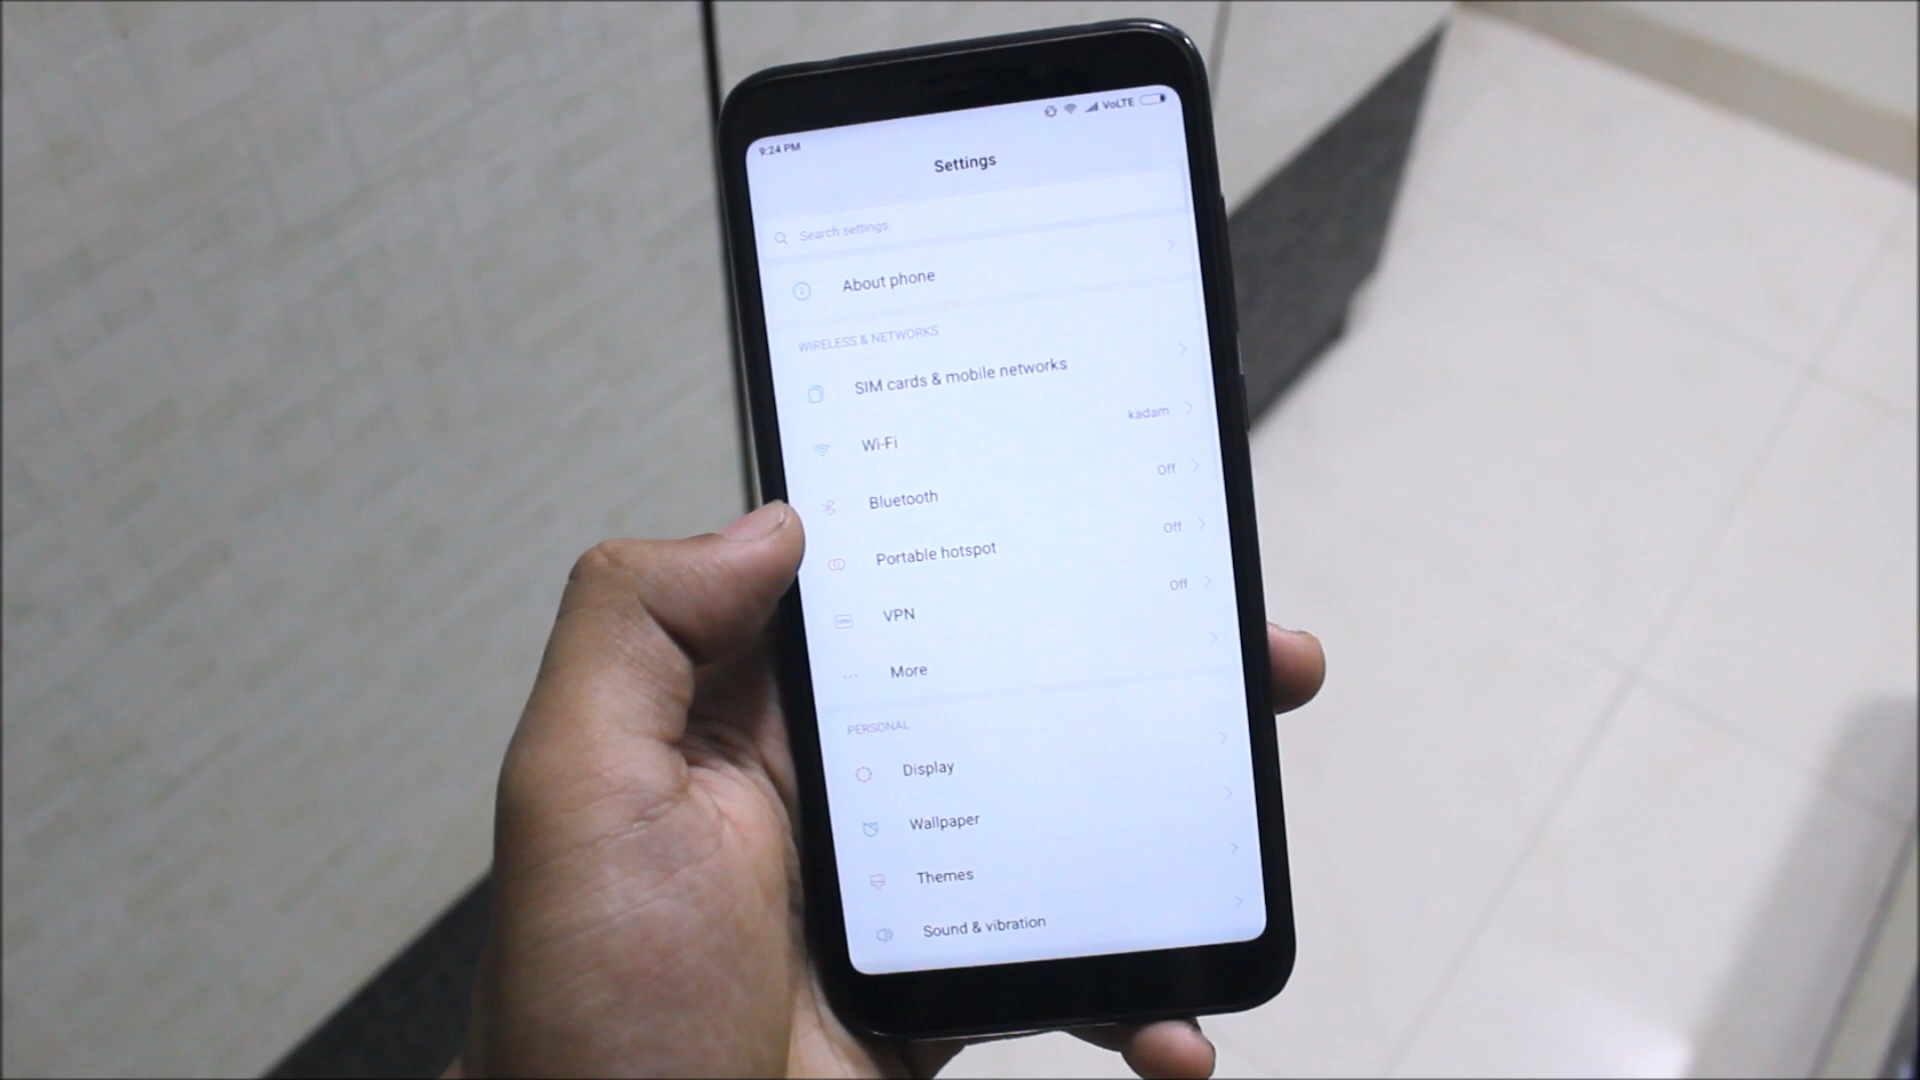 9:24 PM VoLTE
Settings
Search settings
About phone
WIRELESS & NETWORKS
SIM cards & mobile networks
Wi-Fi kadam
Bluetooth Off
Portable hotspot Off
VPN Off
More
PERSONAL
Display
Wallpaper
Themes
Sound & vibration